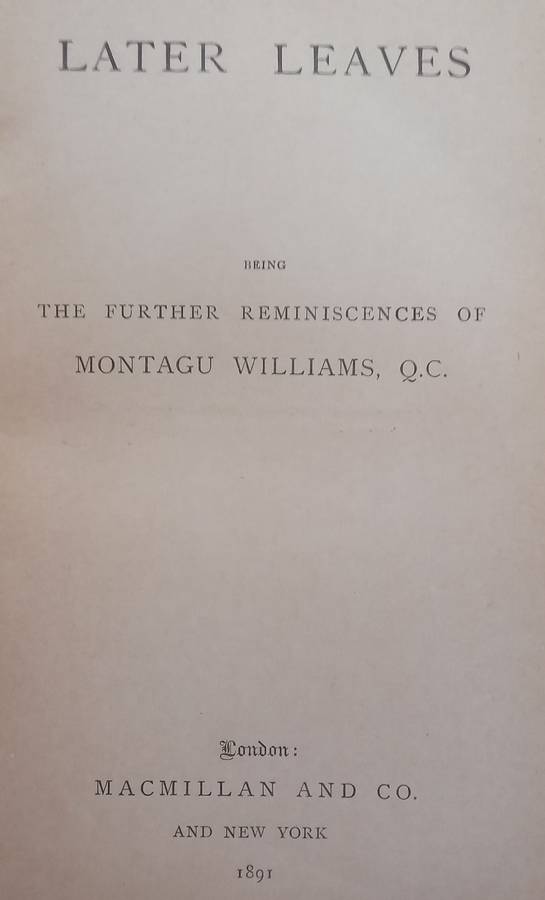 LATER LEAVES
BEING
THE FURTHER REMINISCENCES OF
MONTAGU WILLIAMS, Q.C.
London:
MACMILLAN AND CO.
AND NEW YORK
1891